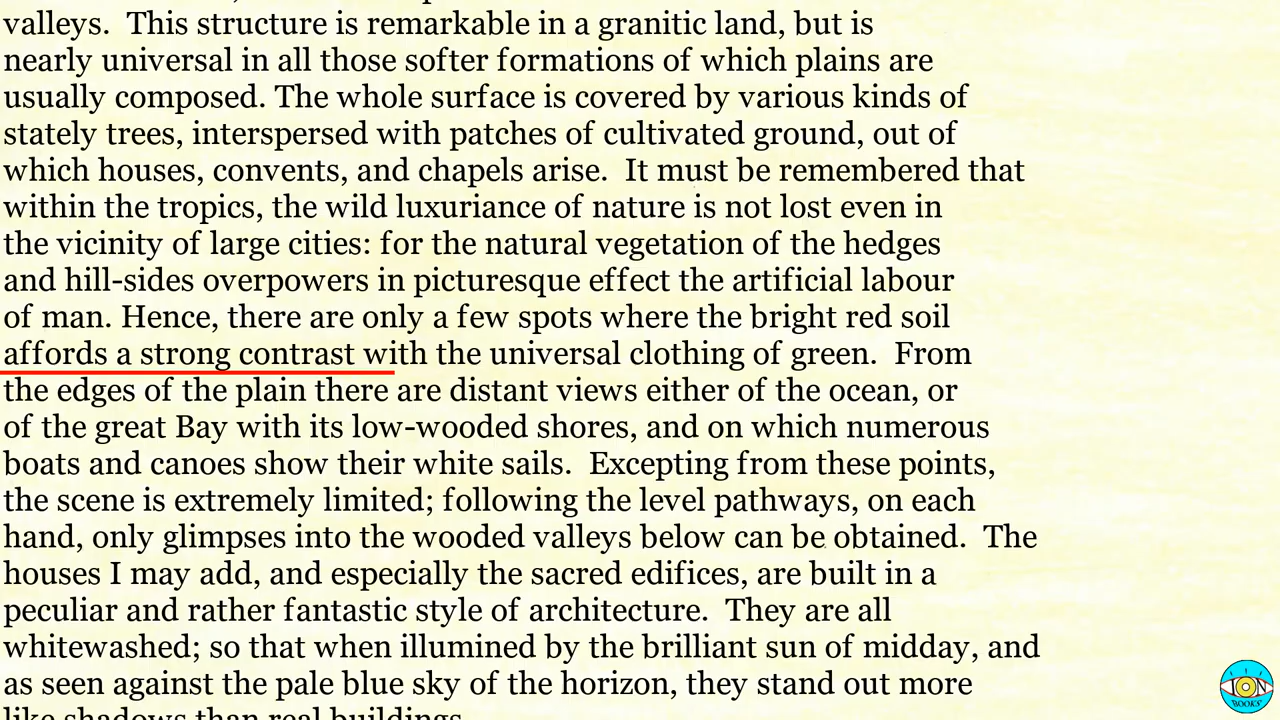 valleys.  This structure is remarkable in a granitic land, but is
nearly universal in all those softer formations of which plains are
usually composed. The whole surface is covered by various kinds of
stately trees, interspersed with patches of cultivated ground, out of
which houses, convents, and chapels arise.  It must be remembered that
within the tropics, the wild luxuriance of nature is not lost even in
the vicinity of large cities: for the natural vegetation of the hedges
and hill-sides overpowers in picturesque effect the artificial labour
of man. Hence, there are only a few spots where the bright red soil
affords a strong contrast with the universal clothing of green.  From
the edges of the plain there are distant views either of the ocean, or
of the great Bay with its low-wooded shores, and on which numerous
boats and canoes show their white sails.  Excepting from these points,
the scene is extremely limited; following the level pathways, on each
hand, only glimpses into the wooded valleys below can be obtained.  The
houses I may add, and especially the sacred edifices, are built in a
peculiar and rather fantastic style of architecture.  They are all
whitewashed; so that when illumined by the brilliant sun of midday, and
as seen against the pale blue sky of the horizon, they stand out more
like shadows than real buildings.
ION
BOOKS